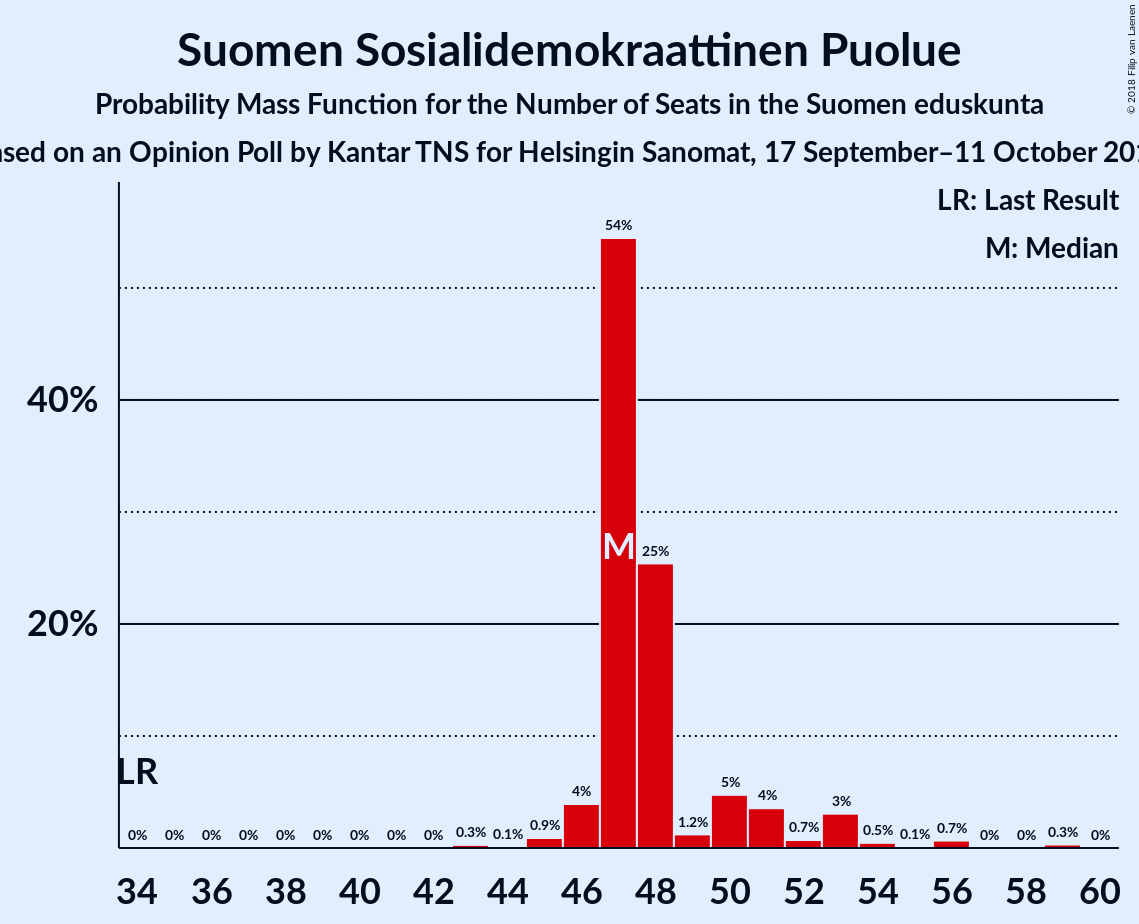 Suomen Sosialidemokraattinen Puolue
Probability Mass Function for the Number of Seats in the Suomen eduskunta
on an Opinion Poll by Kantar TNS for Helsingin Sanomat, 17 September–11 October
© 2018 Filip van Laenen
LR: Last Result
M: Median
54%
40%
M 25%
20%
LR
0% 0% 0% 0% 0% 0% 0% 0% 0% 0.3% 0.1% 0.9% 4% 1.2% 5% 4% 0.7% 3% 0.5% 0.1% 0.7% 0% 0% 0.3% 0%
34 36 38 40 42 44 46 48 50 52 54 56 58 60